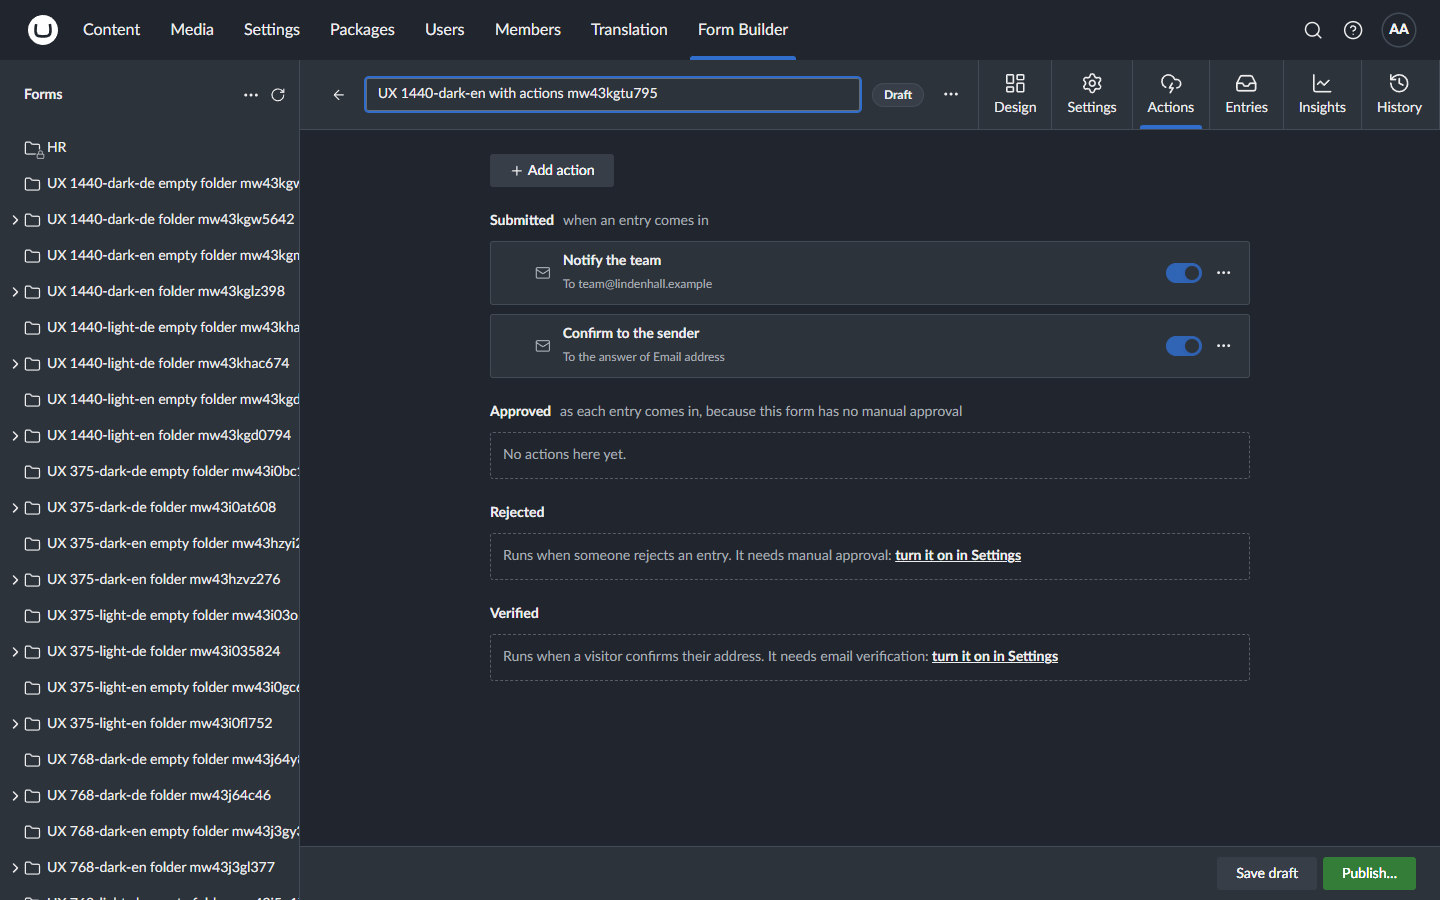 Content Media Settings Packages Users Members Translation Form Builder AA
Forms
UX 1440-dark-en with actions mw43kgtu795
Draft
Design
Settings
Actions
Entries
Insights
History
HR
UX 1440-dark-de empty folder mw43kgv
UX 1440-dark-de folder mw43kgw5642
UX 1440-dark-en empty folder mw43kgm
UX 1440-dark-en folder mw43kglz398
UX 1440-light-de empty folder mw43kha
UX 1440-light-de folder mw43khac674
UX 1440-light-en empty folder mw43kgd
UX 1440-light-en folder mw43kgd0794
UX 375-dark-de empty folder mw43i0bc
UX 375-dark-de folder mw43i0at608
UX 375-dark-en empty folder mw43hzyi2
UX 375-dark-en folder mw43hzvz276
UX 375-light-de empty folder mw43i03o
UX 375-light-de folder mw43i035824
UX 375-light-en empty folder mw43i0gc
UX 375-light-en folder mw43i0fl752
UX 768-dark-de empty folder mw43j64y
UX 768-dark-de folder mw43j64c46
UX 768-dark-en empty folder mw43j3gy
UX 768-dark-en folder mw43j3gl377
+ Add action
Submitted when an entry comes in
Notify the team
To team@lindenhall.example
Confirm to the sender
To the answer of Email address
Approved as each entry comes in, because this form has no manual approval
No actions here yet.
Rejected
Runs when someone rejects an entry. It needs manual approval: turn it on in Settings
Verified
Runs when a visitor confirms their address. It needs email verification: turn it on in Settings
Save draft
Publish...